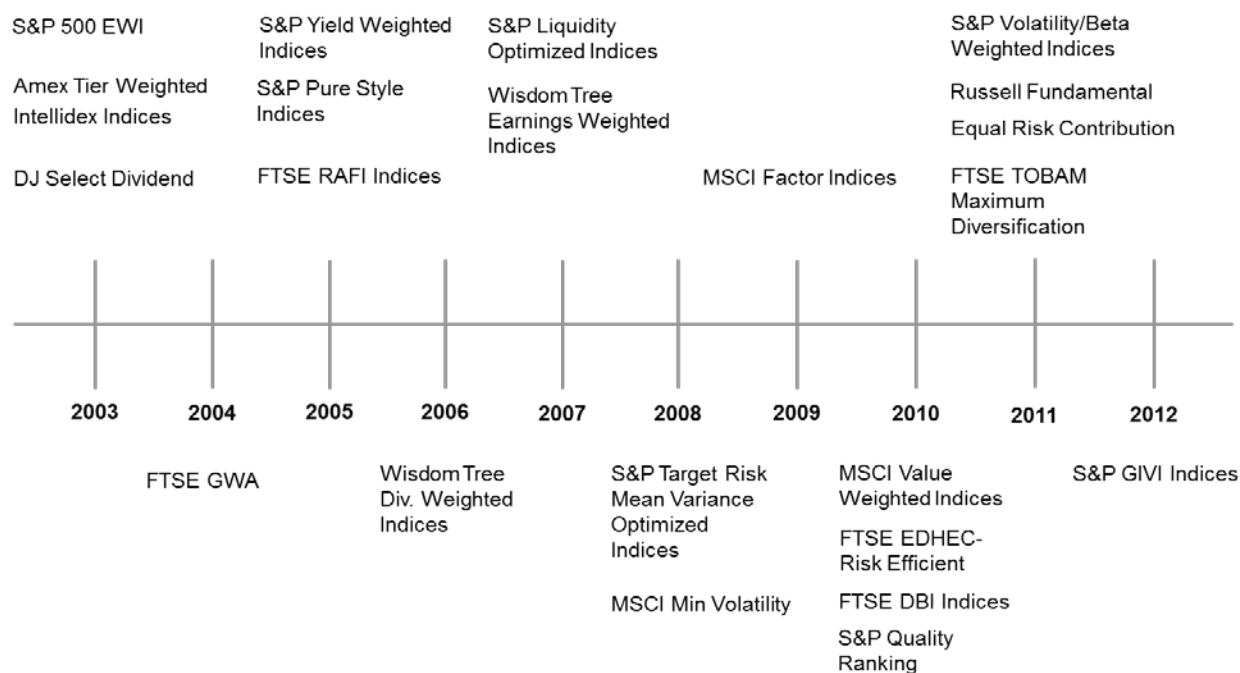 S&P 500 EWI
Amex Tier Weighted
Intellidex Indices
DJ Select Dividend
S&P Yield Weighted
Indices
S&P Pure Style
Indices
FTSE RAFI Indices
S&P Liquidity
Optimized Indices
Wisdom Tree
Earnings Weighted
Indices
MSCI Factor Indices
S&P Volatility/Beta
Weighted Indices
Russell Fundamental
Equal Risk Contribution
FTSE TOBAM
Maximum
Diversification
2003 2004 2005 2006 2007 2008 2009 2010 2011 2012
FTSE GWA
Wisdom Tree
Div. Weighted
Indices
S&P Target Risk
Mean Variance
Optimized
Indices
MSCI Min Volatility
MSCI Value
Weighted Indices
FTSE EDHEC-
Risk Efficient
FTSE DBI Indices
S&P Quality
Ranking
S&P GIVI Indices